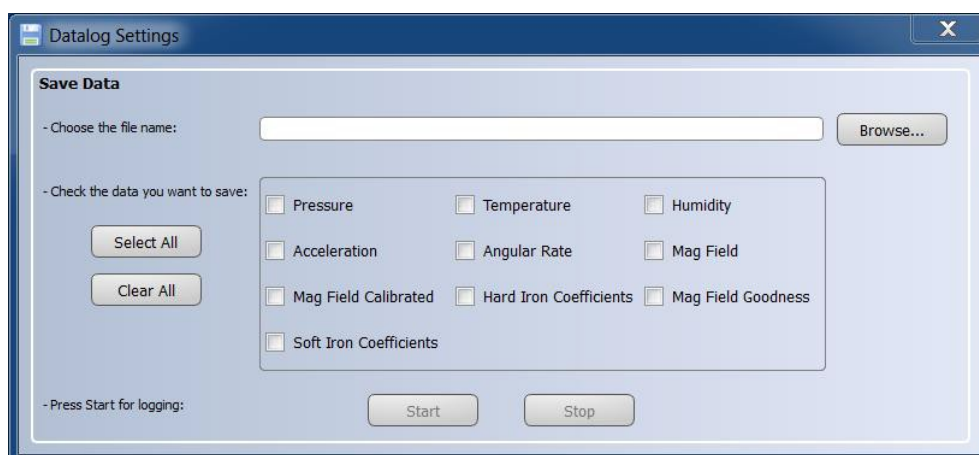 Datalog Settings
X
Save Data
- Choose the file name:
Browse...
- Check the data you want to save:
Select All
Clear All
Pressure
Temperature
Humidity
Acceleration
Angular Rate
Mag Field
Mag Field Calibrated
Hard Iron Coefficients
Mag Field Goodness
Soft Iron Coefficients
- Press Start for logging:
Start
Stop